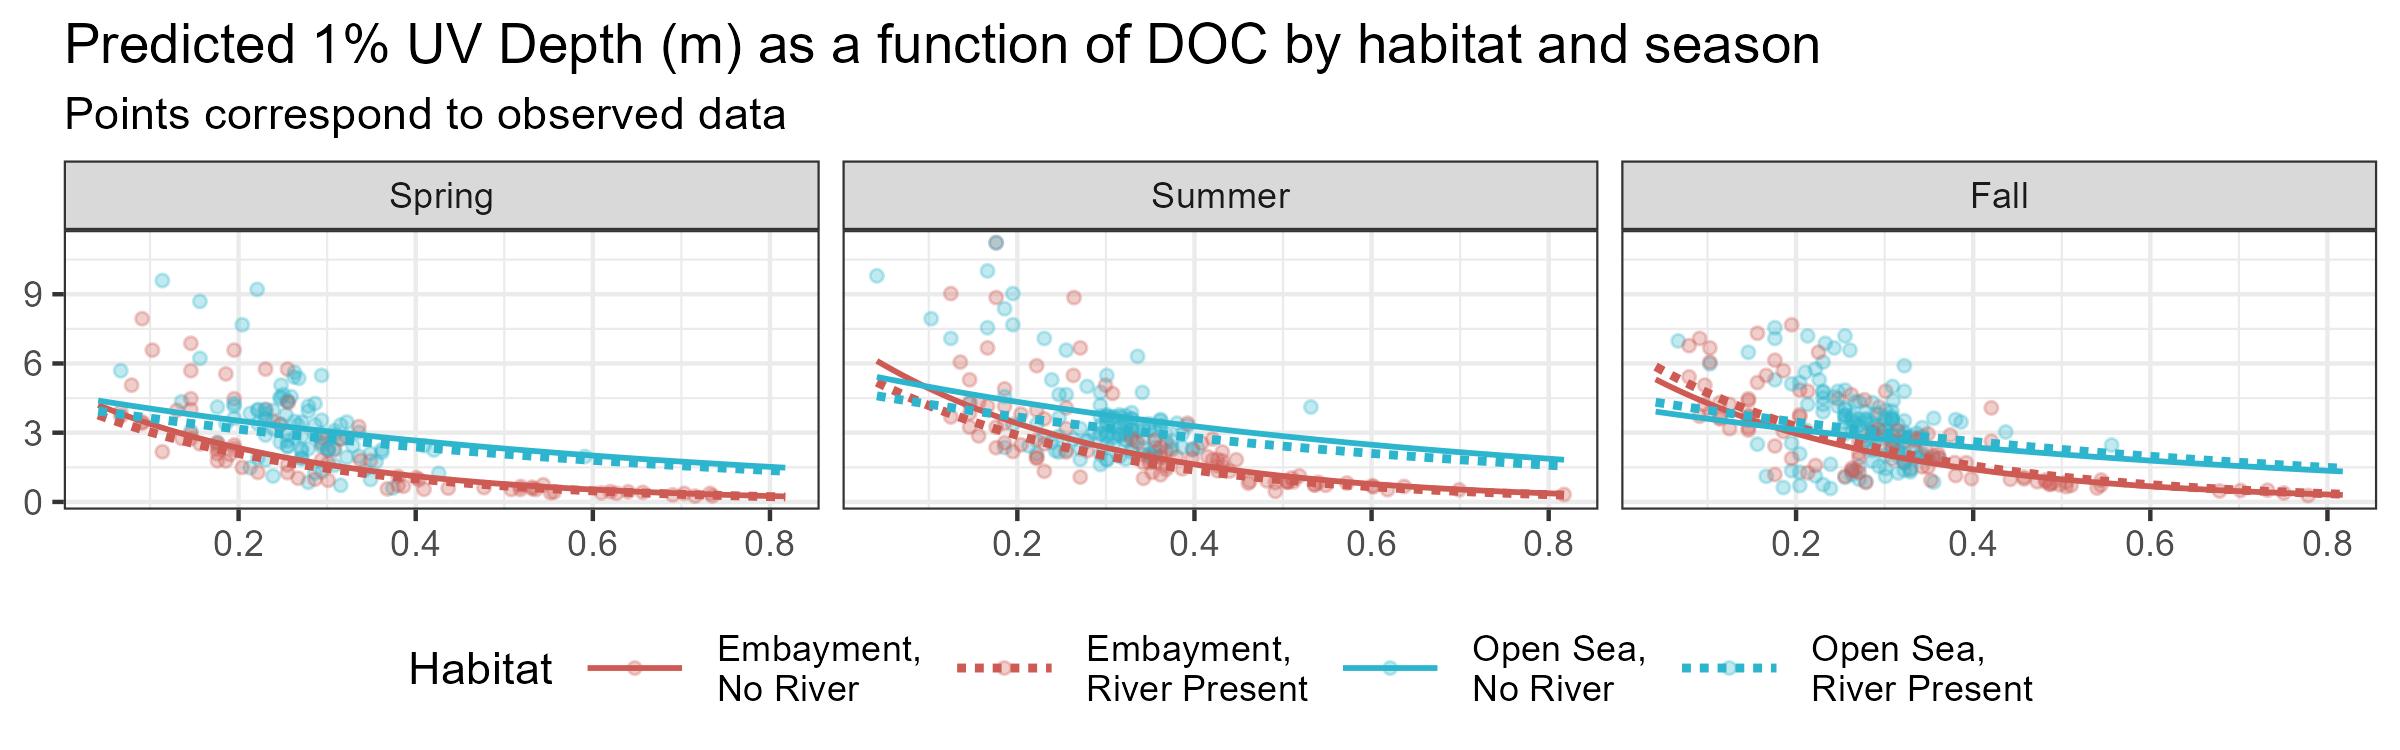 Predicted 1% UV Depth (m) as a function of DOC by habitat and season
Points correspond to observed data
Spring
Summer
Fall
9
6
3
0
0.2 0.4 0.6 0.8
0.2 0.4 0.6 0.8
0.2 0.4 0.6 0.8
Habitat
Embayment,
No River
Embayment,
River Present
Open Sea,
No River
Open Sea,
River Present